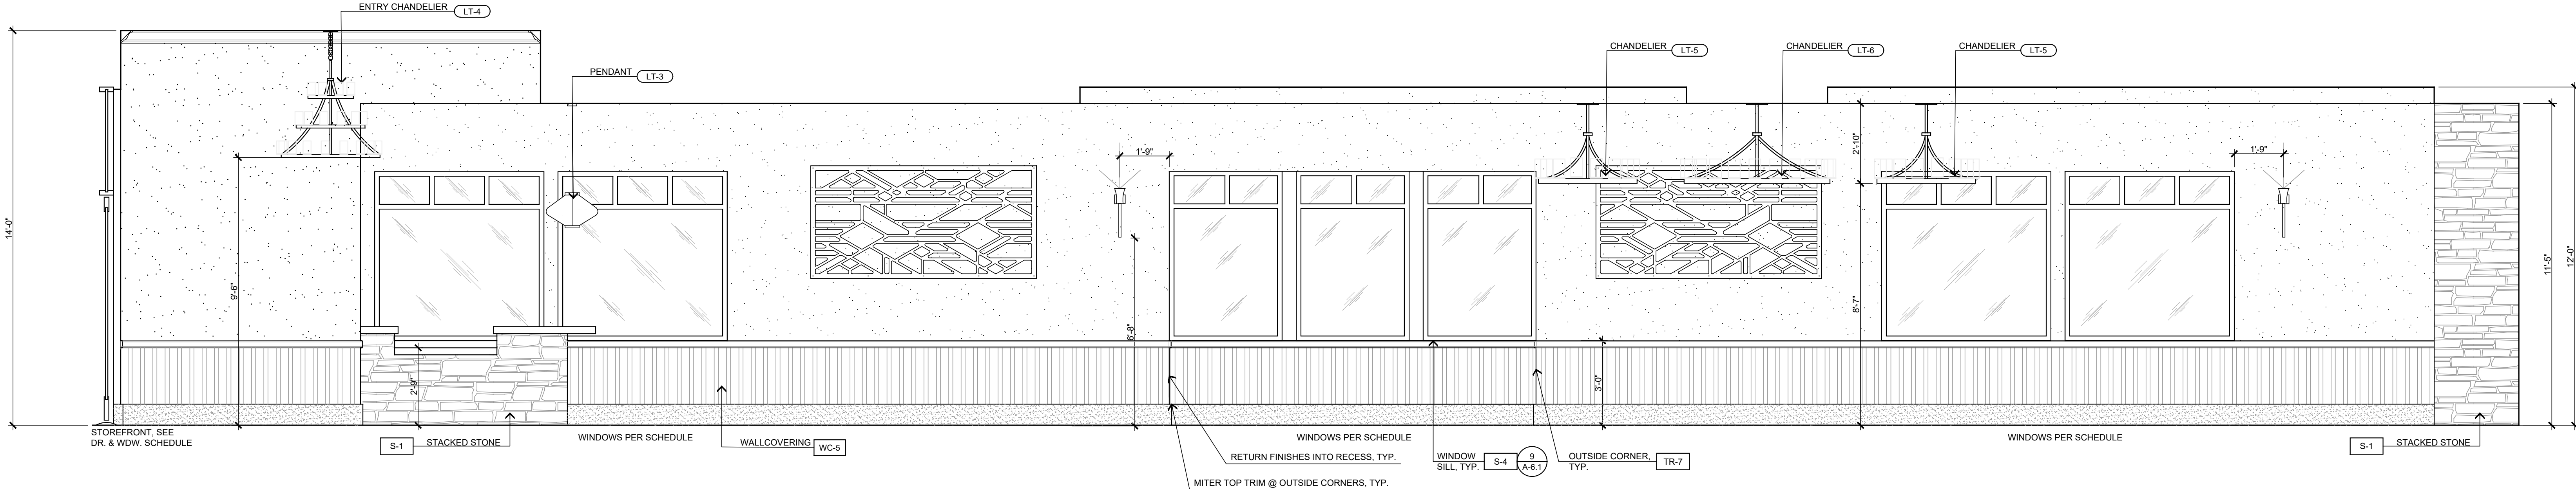 ENTRY CHANDELIER LT-4
PENDANT LT-3
CHANDELIER LT-5
CHANDELIER LT-6
CHANDELIER LT-5
14'-0"
9'-6"
2'-9"
1'-9"
6'-8"
3'-0"
2'-10"
8'-7"
1'-9"
11'-5"
12'-0"
STOREFRONT, SEE
DR. & WDW. SCHEDULE
S-1 STACKED STONE
WINDOWS PER SCHEDULE
WALLCOVERING WC-5
WINDOWS PER SCHEDULE
RETURN FINISHES INTO RECESS, TYP.
MITER TOP TRIM @ OUTSIDE CORNERS, TYP.
WINDOW
SILL, TYP. S-4
9
A-6.1
OUTSIDE CORNER,
TYP. TR-7
WINDOWS PER SCHEDULE
S-1 STACKED STONE